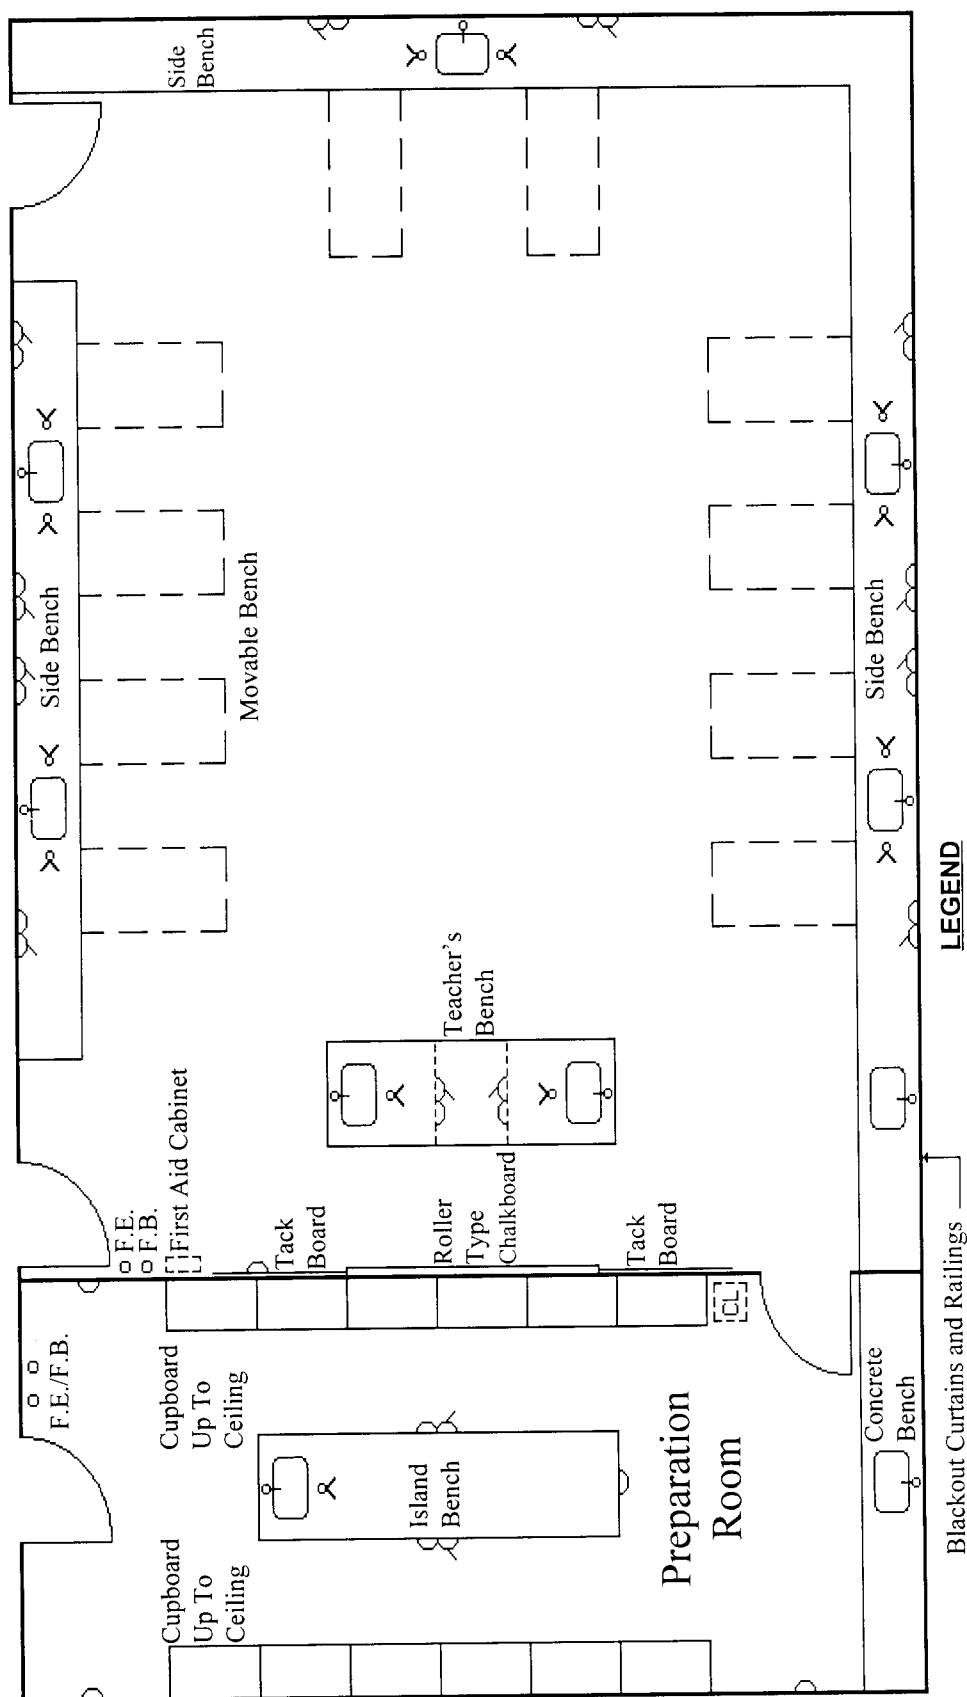 Side
Bench
Side Bench
Movable Bench
Side Bench
Teacher's
Bench
F.E.
F.B.
First Aid Cabinet
Tack
Board
Roller
Type
Chalkboard
Tack
Board
CL
F.E./F.B.
Cupboard
Up To
Ceiling
Island
Bench
Cupboard
Up To
Ceiling
Preparation
Room
Concrete
Bench
Blackout Curtains and Railings
LEGEND